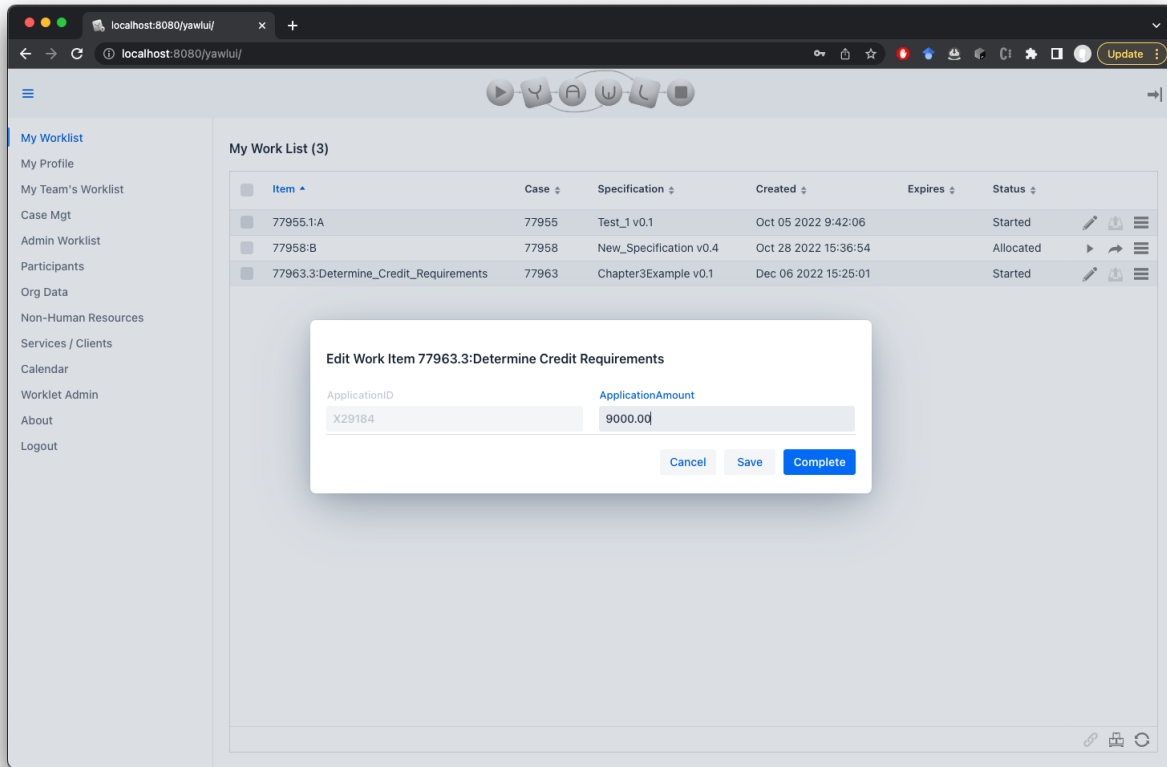 localhost:8080/yawlui/
localhost:8080/yawlui/
Update
YAWL
My Worklist
My Profile
My Team's Worklist
Case Mgt
Admin Worklist
Participants
Org Data
Non-Human Resources
Services / Clients
Calendar
Worklet Admin
About
Logout
My Work List (3)
Item Case Specification Created Expires Status
77955.1:A 77955 Test_1 v0.1 Oct 05 2022 9:42:06 Started
77958:B 77958 New_Specification v0.4 Oct 28 2022 15:36:54 Allocated
77963.3:Determine_Credit_Requirements 77963 Chapter3Example v0.1 Dec 06 2022 15:25:01 Started
Edit Work Item 77963.3:Determine Credit Requirements
ApplicationID ApplicationAmount
X29184 9000.00
Cancel Save Complete